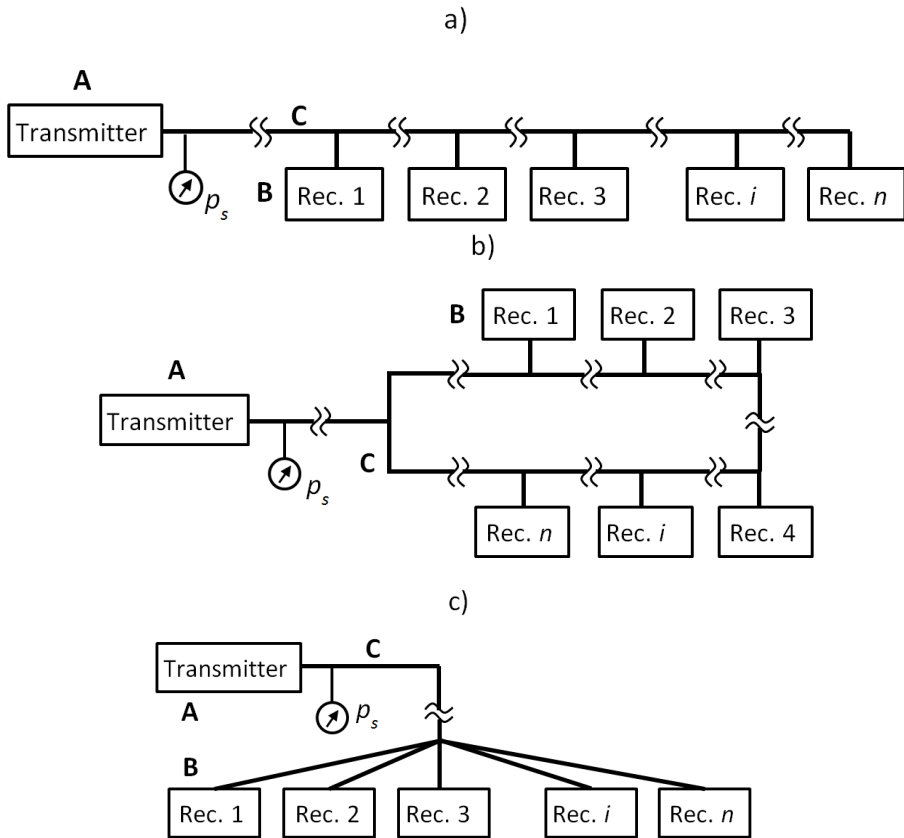 a)
A
Transmitter
C
p_s
B
Rec. 1
Rec. 2
Rec. 3
Rec. i
Rec. n
b)
B
Rec. 1
Rec. 2
Rec. 3
A
Transmitter
C
p_s
Rec. n
Rec. i
Rec. 4
c)
Transmitter
C
A
p_s
B
Rec. 1
Rec. 2
Rec. 3
Rec. i
Rec. n